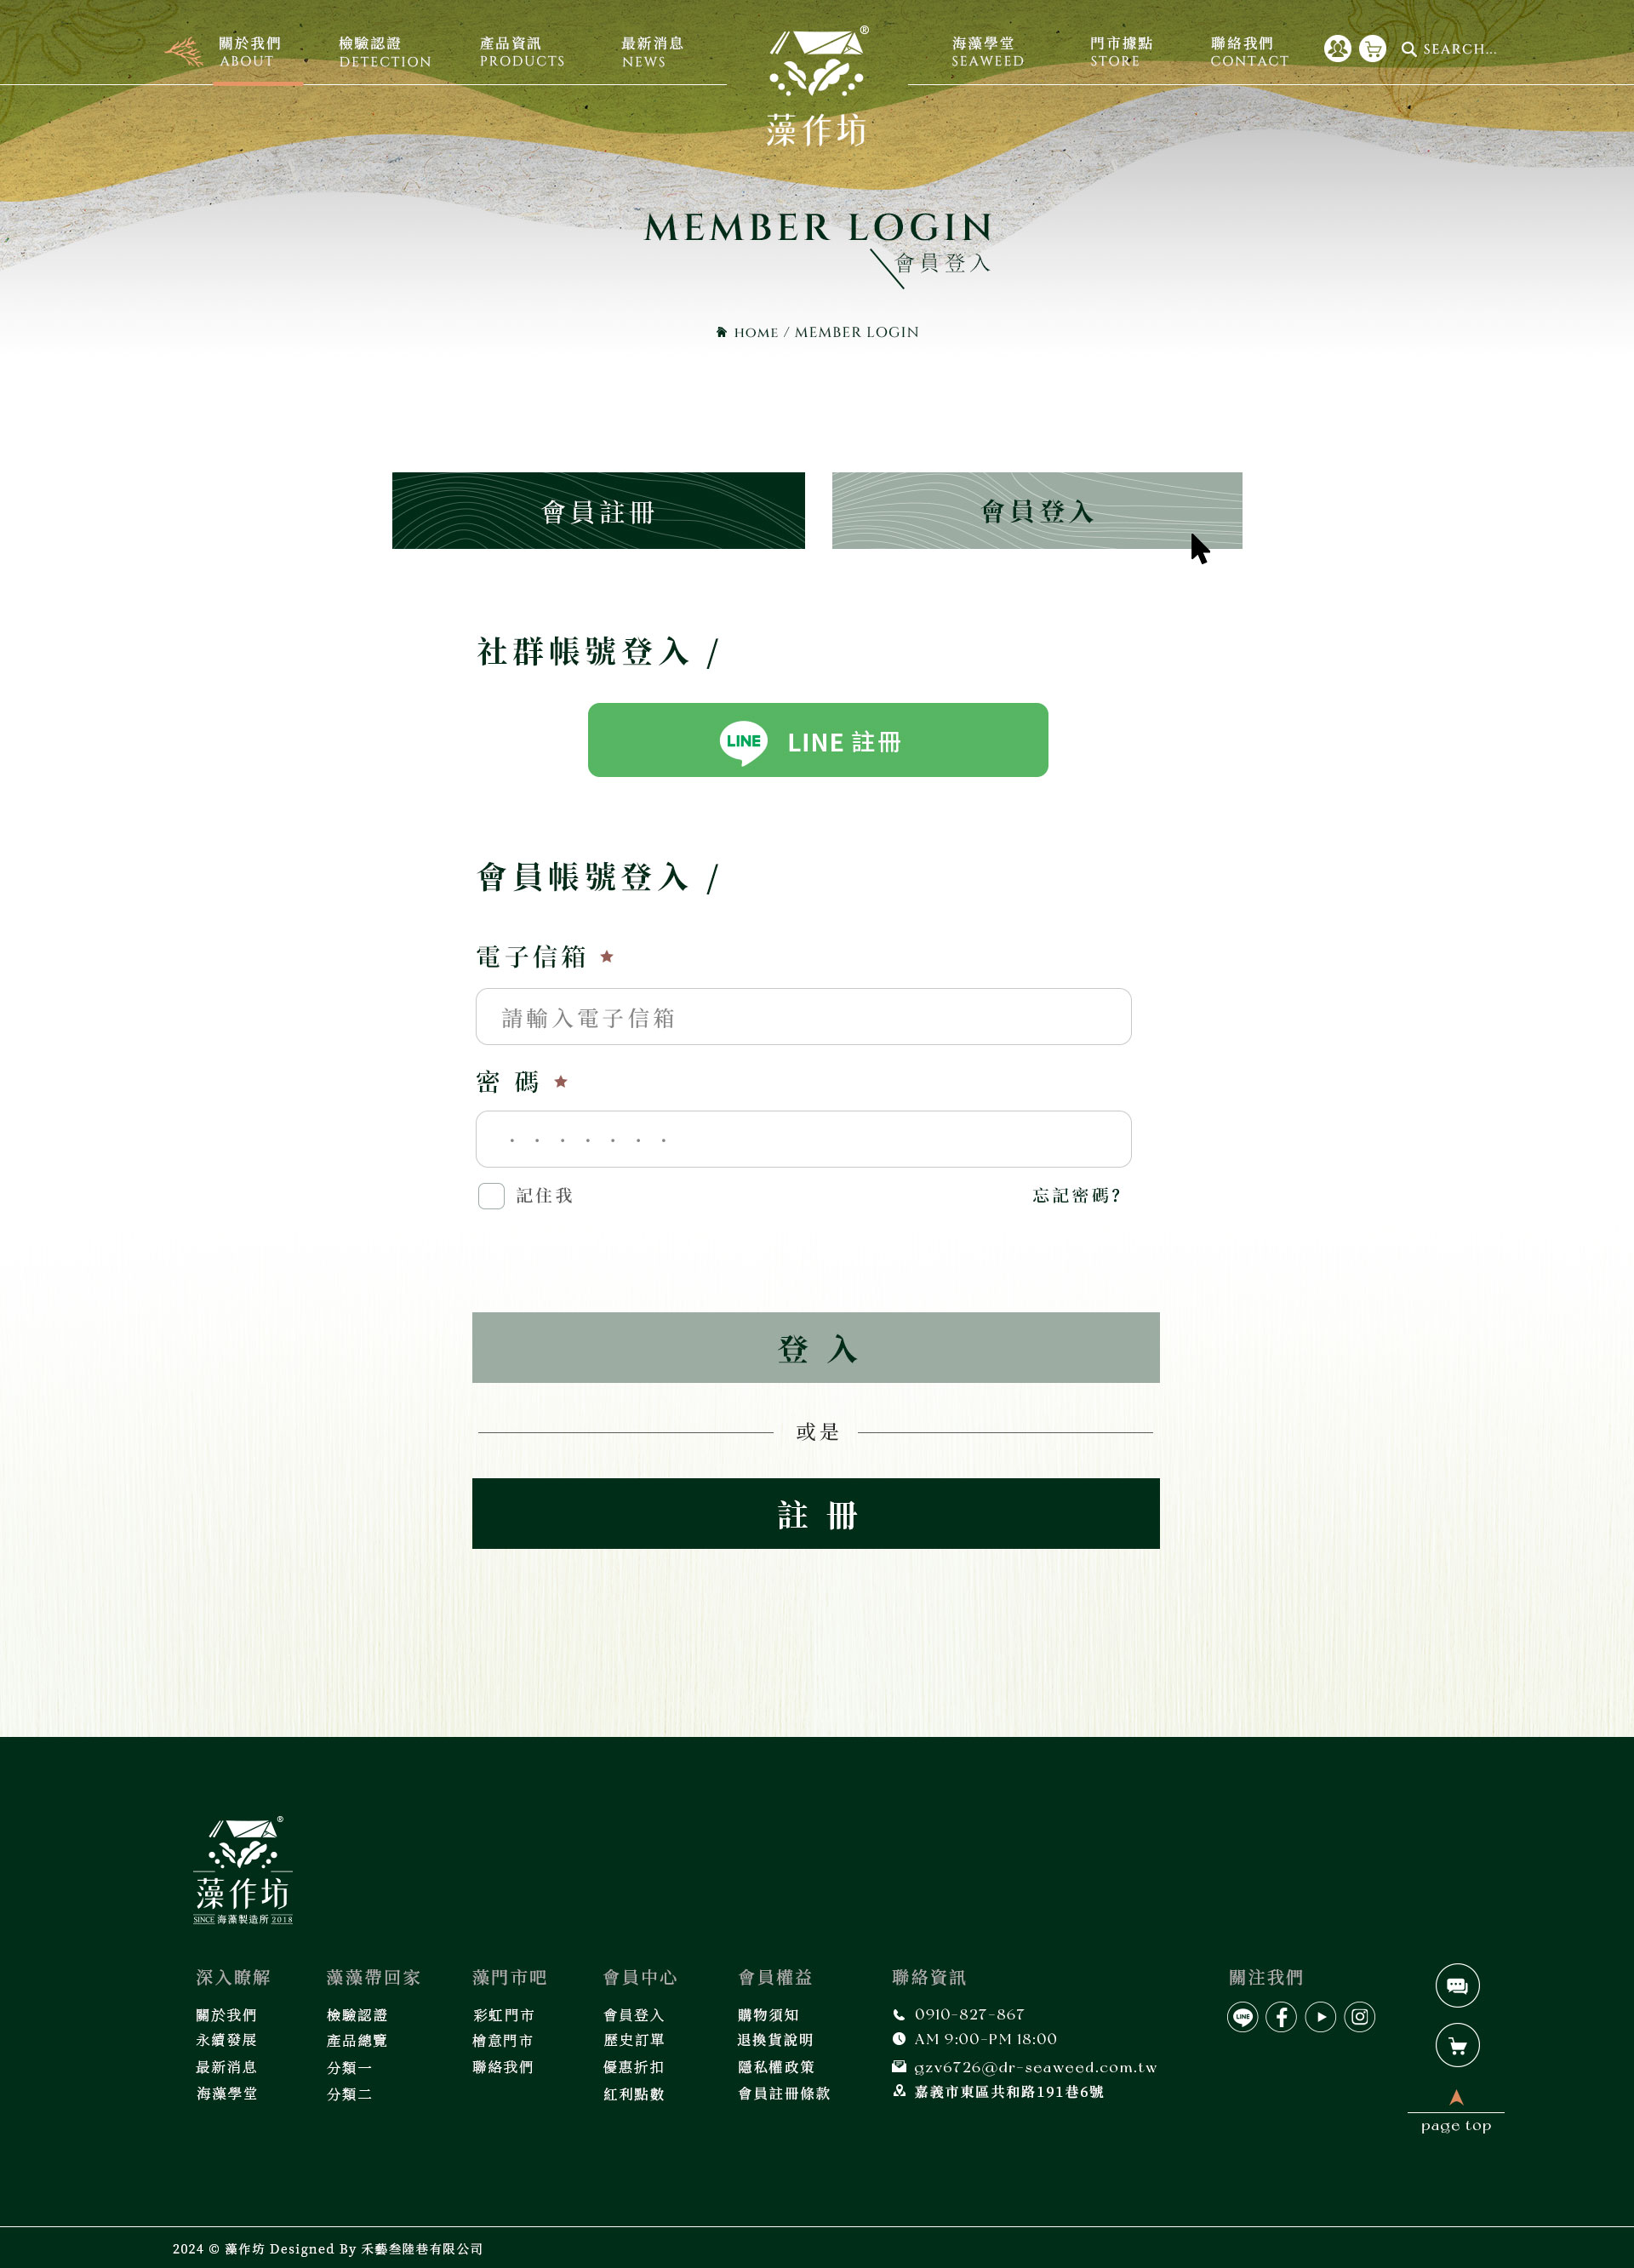 關於我們
ABOUT
檢驗認證
DETECTION
產品資訊
PRODUCTS
最新消息
NEWS
®
藻作坊
海藻學堂
SEAWEED
門市據點
STORE
聯絡我們
CONTACT
SEARCH...
MEMBER LOGIN
會員登入
HOME / MEMBER LOGIN
會員註冊
會員登入
社群帳號登入 /
LINE LINE 註冊
會員帳號登入 /
電子信箱
請輸入電子信箱
密 碼
記住我
忘記密碼?
登 入
或是
註 冊
®
藻作坊
SINCE 海藻製造所 2018
深入瞭解
關於我們
永續發展
最新消息
海藻學堂
藻藻帶回家
檢驗認證
產品總覽
分類一
分類二
藻門市吧
彩虹門市
檜意門市
聯絡我們
會員中心
會員登入
歷史訂單
優惠折扣
紅利點數
會員權益
購物須知
退換貨說明
隱私權政策
會員註冊條款
聯絡資訊
0910-827-867
AM 9:00-PM 18:00
gzv6726@dr-seaweed.com.tw
嘉義市東區共和路191巷6號
關注我們
LINE
page top
2024 © 藻作坊 Designed By 禾藝叁陸巷有限公司